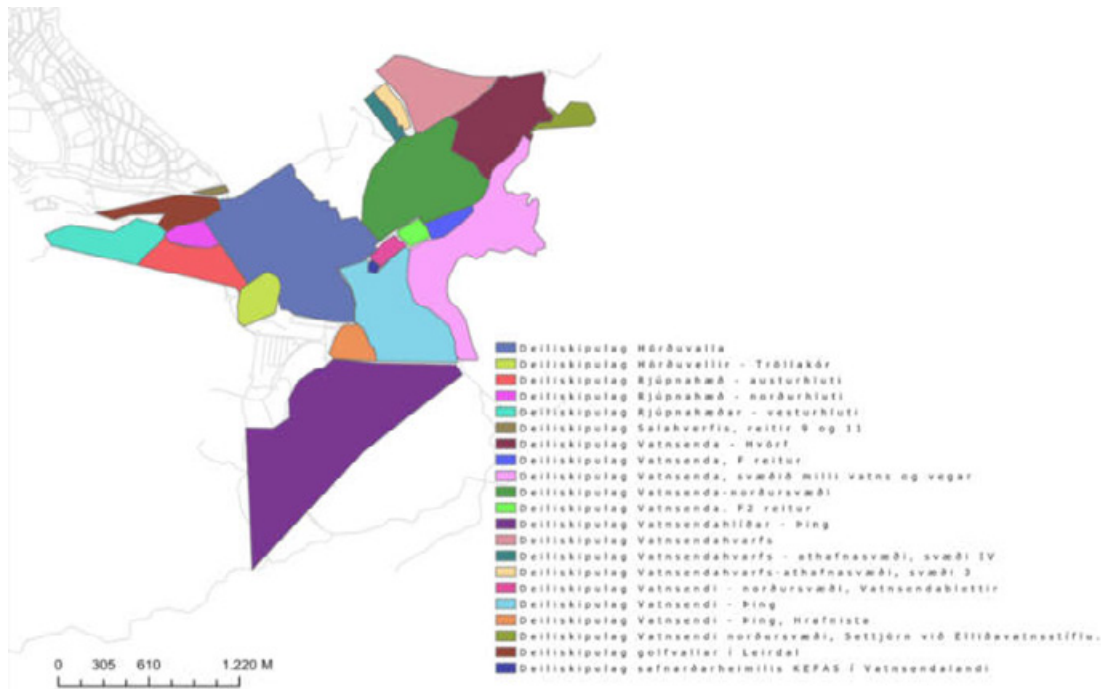 Deiliskipulag Hörðuvalla
Deiliskipulag Hörðuvellir - Tröllakór
Deiliskipulag Rjúpnahæð - austurhluti
Deiliskipulag Rjúpnahæð - norðurhluti
Deiliskipulag Rjúpnahæðar - vesturhluti
Deiliskipulag Salahverfis, reitir 9 og 11
Deiliskipulag Vatnsenda - Hvörf
Deiliskipulag Vatnsenda, F reitur
Deiliskipulag Vatnsenda, svæðið milli vatns og vegar
Deiliskipulag Vatnsenda-norðursvæði
Deiliskipulag Vatnsenda. F2 reitur
Deiliskipulag Vatnsendahlíðar - Þing
Deiliskipulag Vatnsendahvarfs
Deiliskipulag Vatnsendahvarfs - athafnasvæði, svæði IV
Deiliskipulag Vatnsendahvarfs-athafnasvæði, svæði 3
Deiliskipulag Vatnsendi - norðursvæði, Vatnsendablettir
Deiliskipulag Vatnsendi - Þing
Deiliskipulag Vatnsendi - Þing, Hrafnista
Deiliskipulag Vatnsendi norðursvæði, Settjörn við Elliðavatnsstíflu.
Deiliskipulag golfvallar í Leirdal
Deiliskipulag safnaðarheimilis KEFAS í Vatnsendalandi
0 305 610 1.220 M